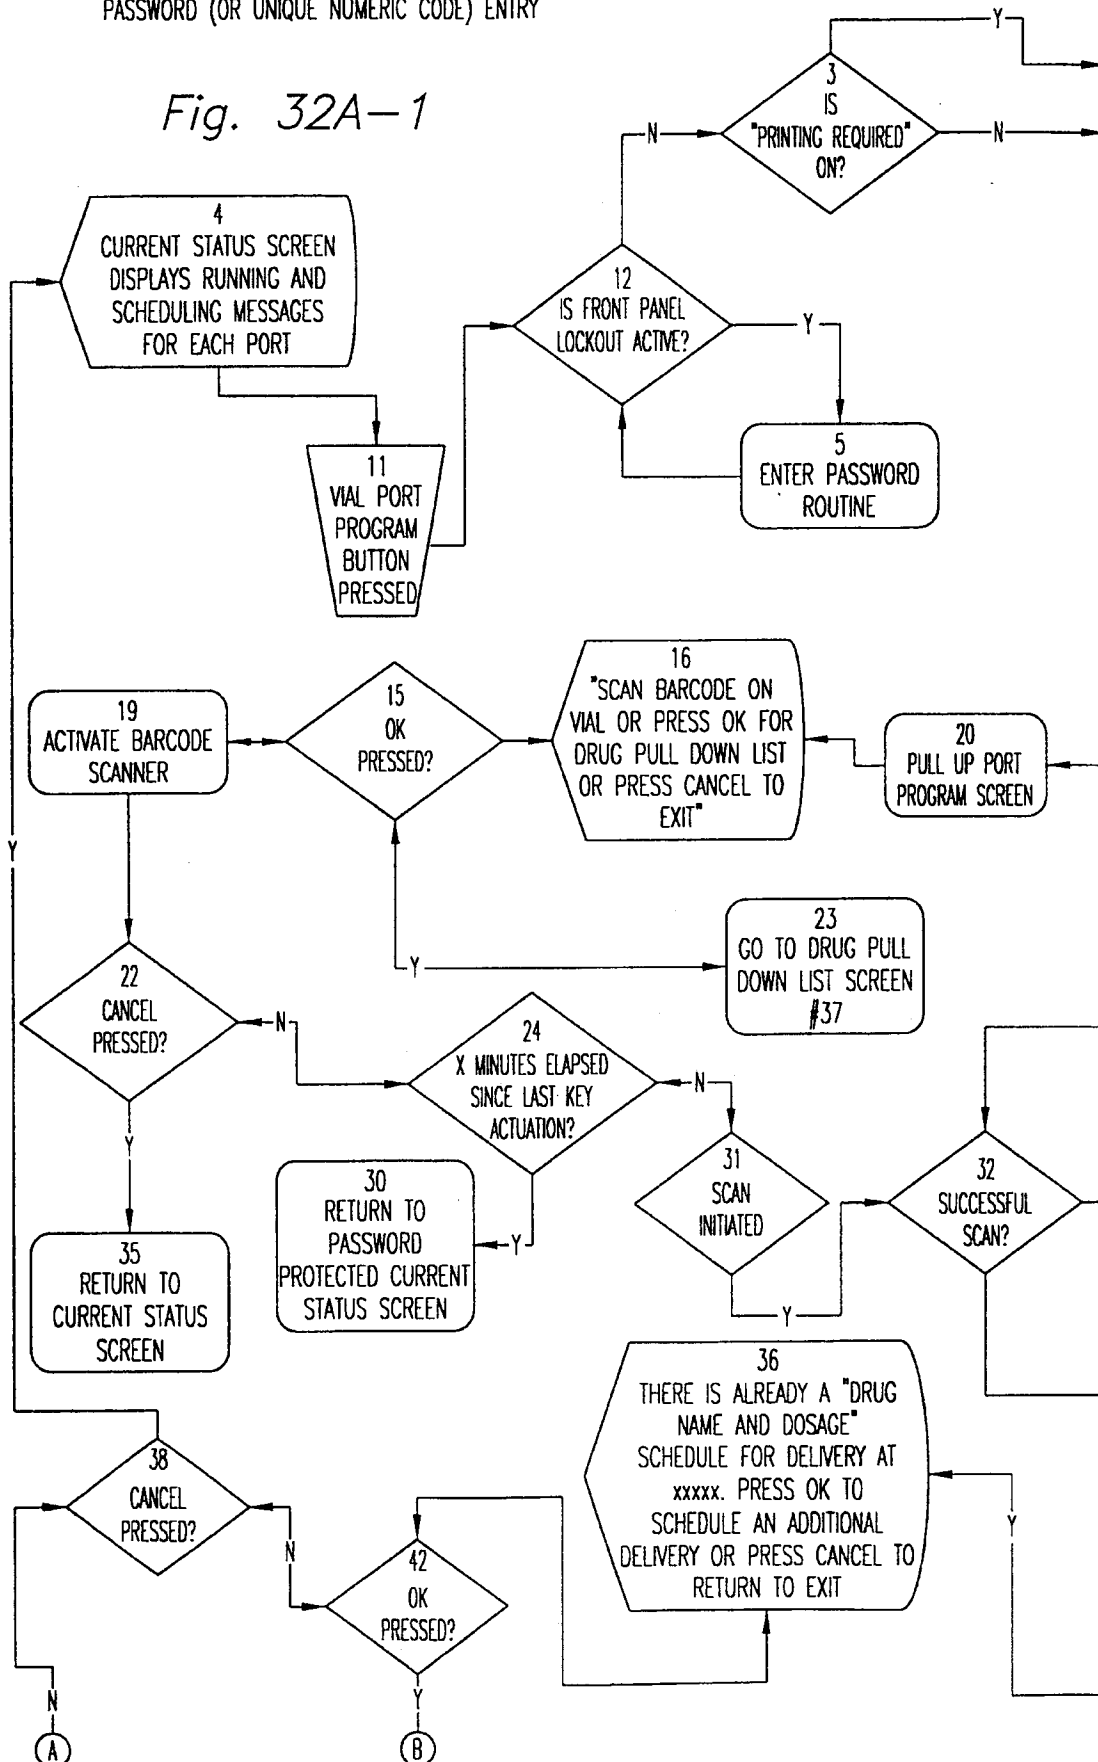 PASSWORD (OR UNIQUE NUMERIC CODE) ENTRY
Fig. 32A-1
Y
3
IS
"PRINTING REQUIRED"
ON?
N
N
4
CURRENT STATUS SCREEN
DISPLAYS RUNNING AND
SCHEDULING MESSAGES
FOR EACH PORT
12
IS FRONT PANEL
LOCKOUT ACTIVE?
Y
5
ENTER PASSWORD
ROUTINE
11
VIAL PORT
PROGRAM
BUTTON
PRESSED
19
ACTIVATE BARCODE
SCANNER
15
OK
PRESSED?
16
"SCAN BARCODE ON
VIAL OR PRESS OK FOR
DRUG PULL DOWN LIST
OR PRESS CANCEL TO
EXIT"
20
PULL UP PORT
PROGRAM SCREEN
Y
Y
23
GO TO DRUG PULL
DOWN LIST SCREEN
#37
22
CANCEL
PRESSED?
N
24
X MINUTES ELAPSED
SINCE LAST KEY
ACTUATION?
N
31
SCAN
INITIATED
32
SUCCESSFUL
SCAN?
Y
30
RETURN TO
PASSWORD
PROTECTED CURRENT
STATUS SCREEN
Y
Y
35
RETURN TO
CURRENT STATUS
SCREEN
36
THERE IS ALREADY A "DRUG
NAME AND DOSAGE"
SCHEDULE FOR DELIVERY AT
xxxxx. PRESS OK TO
SCHEDULE AN ADDITIONAL
DELIVERY OR PRESS CANCEL TO
RETURN TO EXIT
Y
38
CANCEL
PRESSED?
N
42
OK
PRESSED?
N
Y
A
B